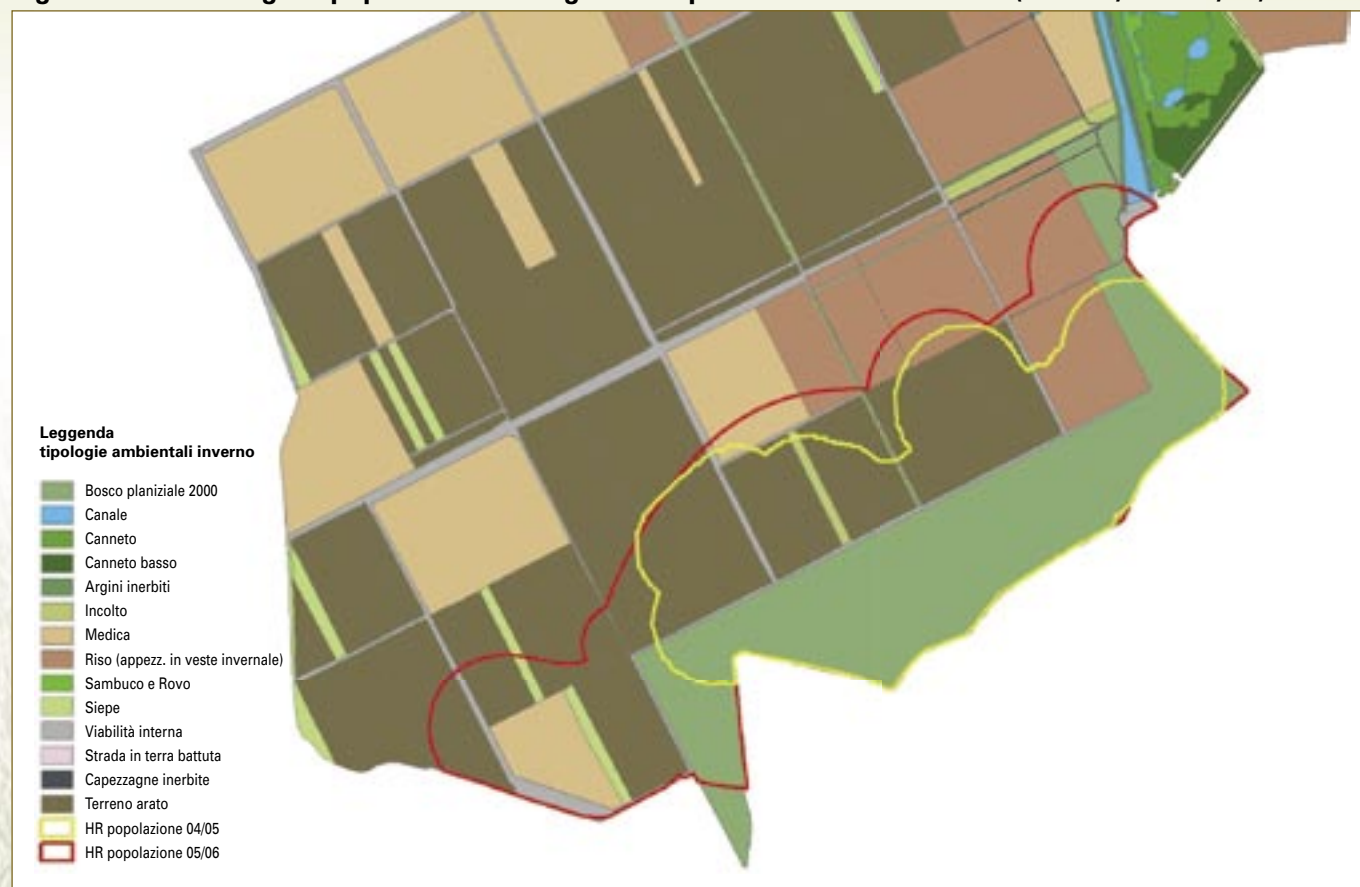 Leggenda
tipologie ambientali inverno
Bosco planiziale 2000
Canale
Canneto
Canneto basso
Argini inerbiti
Incolto
Medica
Riso (appezz. in veste invernale)
Sambuco e Rovo
Siepe
Viabilità interna
Strada in terra battuta
Capezzagne inerbite
Terreno arato
HR popolazione 04/05
HR popolazione 05/06